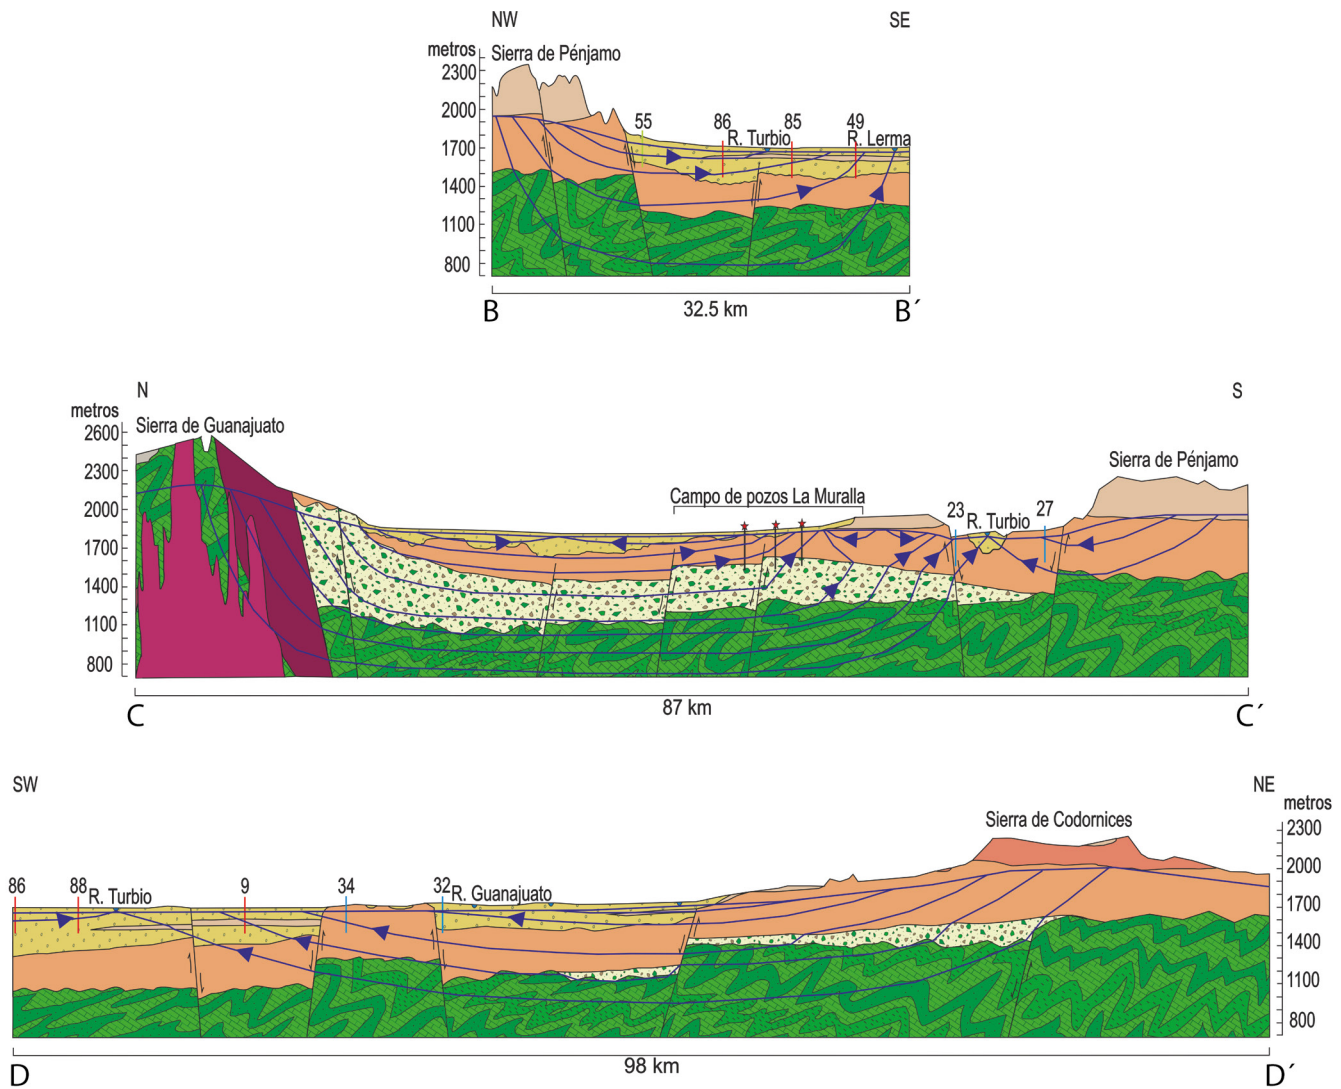 NW SE
metros Sierra de Pénjamo
2300
2000
1700
1400
1100
800
55 86 R. Turbio 85 49 R. Lerma
B 32.5 km B´
N S
metros Sierra de Guanajuato
2600
2300
2000
1700
1400
1100
800
Sierra de Pénjamo
Campo de pozos La Muralla
23 R. Turbio 27
C 87 km C´
SW NE
metros
Sierra de Codornices
2300
2000
1700
1400
1100
800
86 88 R. Turbio 9 34 32 R. Guanajuato
D 98 km D´